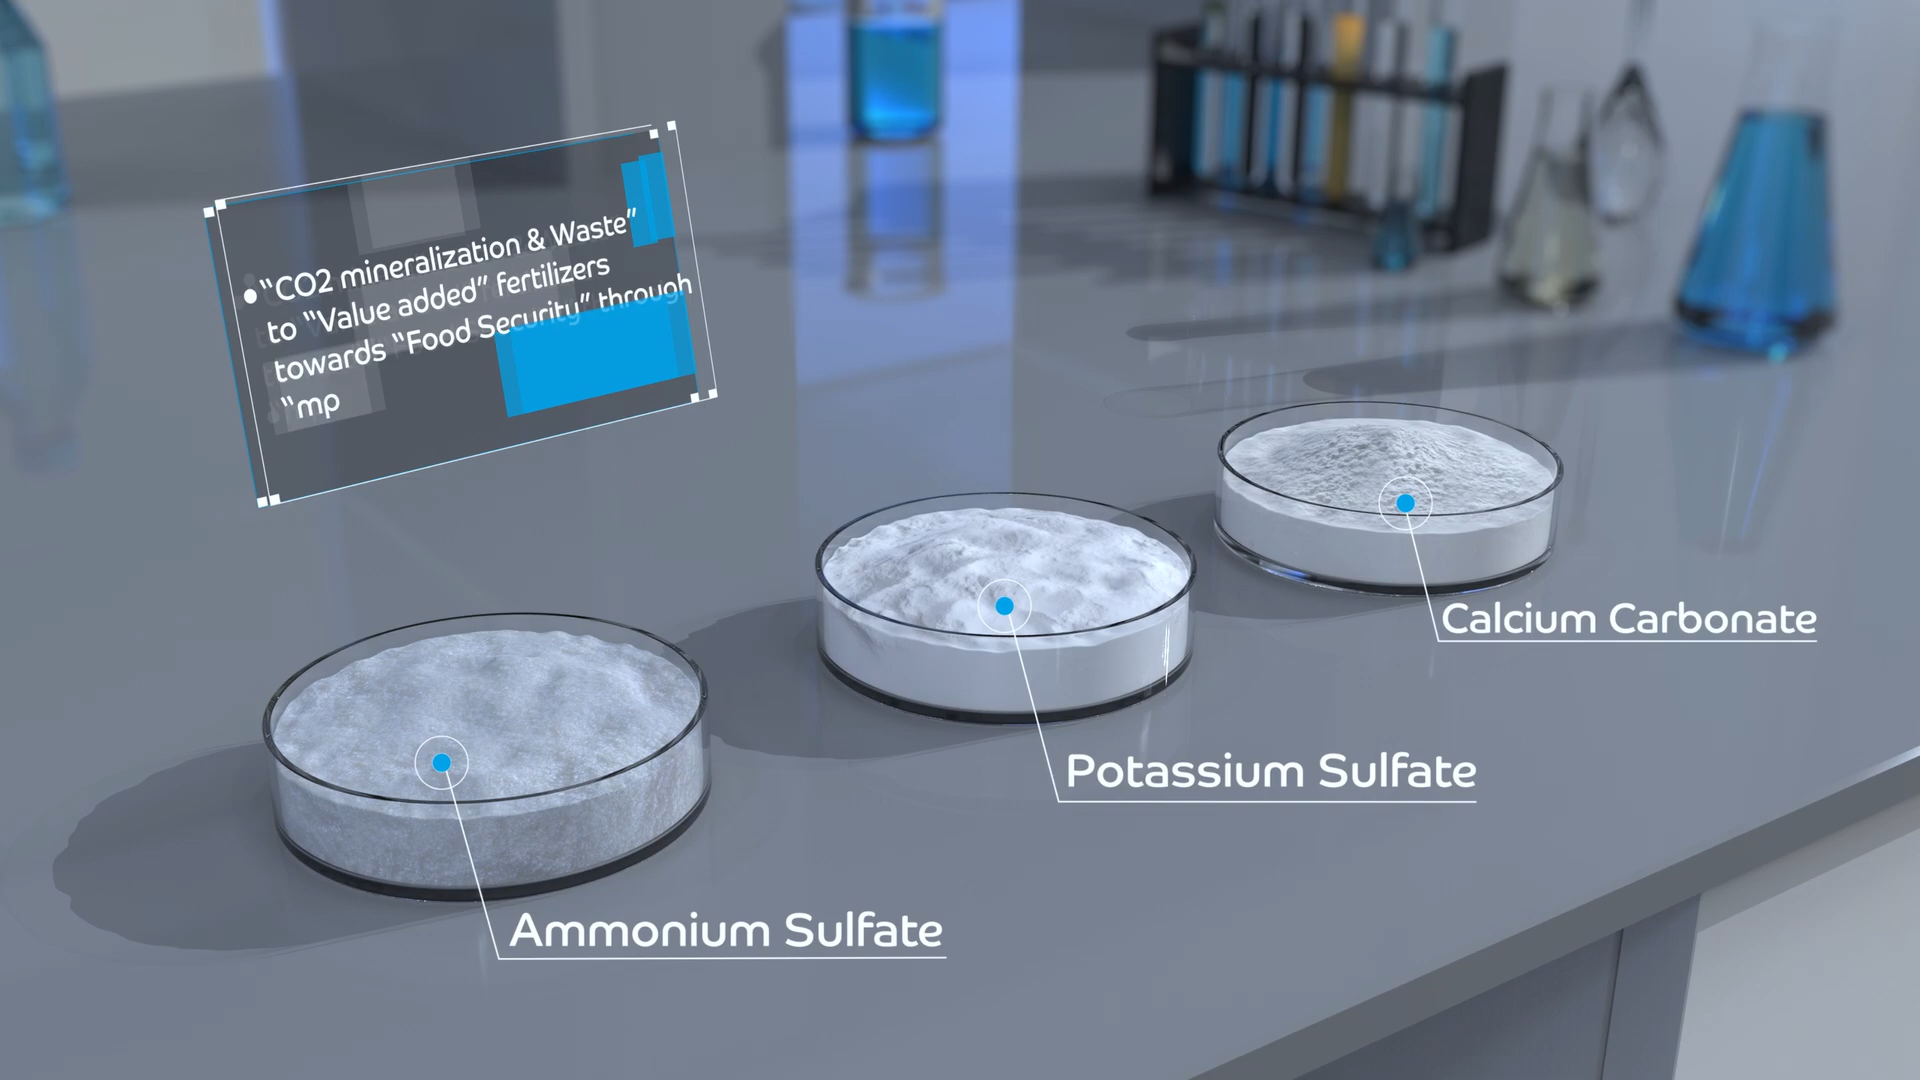 • “CO2 mineralization & Waste”
to “Value added” fertilizers
towards “Food Security” through
“mp
Calcium Carbonate
Potassium Sulfate
Ammonium Sulfate